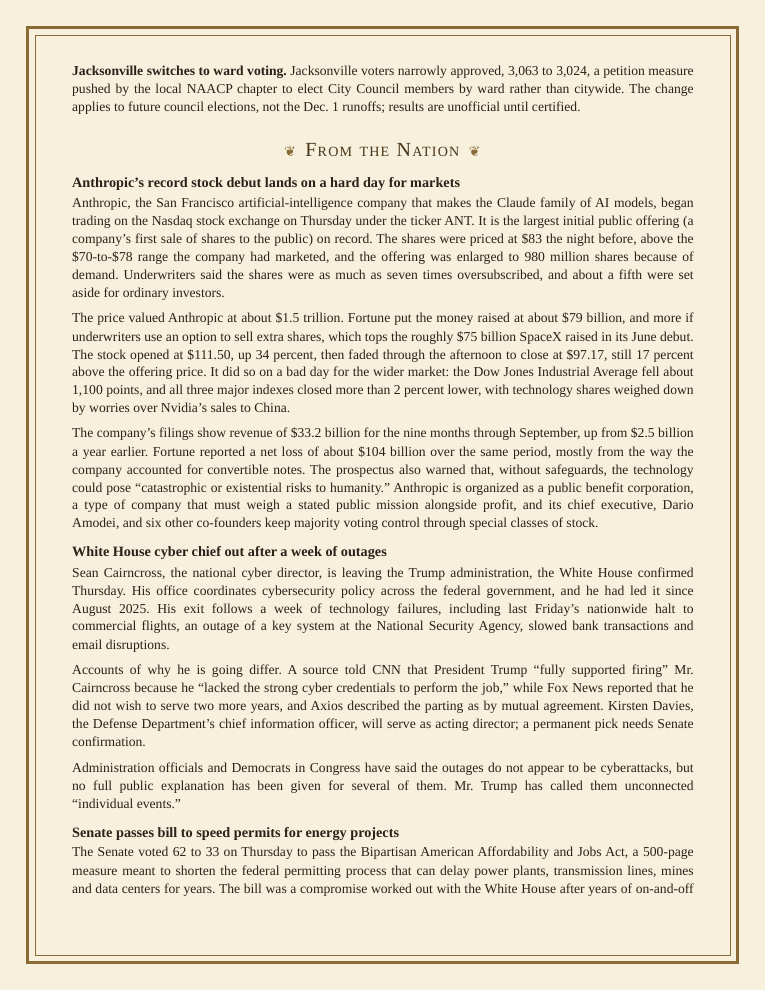 Jacksonville switches to ward voting. Jacksonville voters narrowly approved, 3,063 to 3,024, a petition measure
pushed by the local NAACP chapter to elect City Council members by ward rather than citywide. The change
applies to future council elections, not the Dec. 1 runoffs; results are unofficial until certified.
❦ From the Nation ❦
Anthropic’s record stock debut lands on a hard day for markets
Anthropic, the San Francisco artificial-intelligence company that makes the Claude family of AI models, began
trading on the Nasdaq stock exchange on Thursday under the ticker ANT. It is the largest initial public offering (a
company’s first sale of shares to the public) on record. The shares were priced at $83 the night before, above the
$70-to-$78 range the company had marketed, and the offering was enlarged to 980 million shares because of
demand. Underwriters said the shares were as much as seven times oversubscribed, and about a fifth were set
aside for ordinary investors.
The price valued Anthropic at about $1.5 trillion. Fortune put the money raised at about $79 billion, and more if
underwriters use an option to sell extra shares, which tops the roughly $75 billion SpaceX raised in its June debut.
The stock opened at $111.50, up 34 percent, then faded through the afternoon to close at $97.17, still 17 percent
above the offering price. It did so on a bad day for the wider market: the Dow Jones Industrial Average fell about
1,100 points, and all three major indexes closed more than 2 percent lower, with technology shares weighed down
by worries over Nvidia’s sales to China.
The company’s filings show revenue of $33.2 billion for the nine months through September, up from $2.5 billion
a year earlier. Fortune reported a net loss of about $104 billion over the same period, mostly from the way the
company accounted for convertible notes. The prospectus also warned that, without safeguards, the technology
could pose “catastrophic or existential risks to humanity.” Anthropic is organized as a public benefit corporation,
a type of company that must weigh a stated public mission alongside profit, and its chief executive, Dario
Amodei, and six other co-founders keep majority voting control through special classes of stock.
White House cyber chief out after a week of outages
Sean Cairncross, the national cyber director, is leaving the Trump administration, the White House confirmed
Thursday. His office coordinates cybersecurity policy across the federal government, and he had led it since
August 2025. His exit follows a week of technology failures, including last Friday’s nationwide halt to
commercial flights, an outage of a key system at the National Security Agency, slowed bank transactions and
email disruptions.
Accounts of why he is going differ. A source told CNN that President Trump “fully supported firing” Mr.
Cairncross because he “lacked the strong cyber credentials to perform the job,” while Fox News reported that he
did not wish to serve two more years, and Axios described the parting as by mutual agreement. Kirsten Davies,
the Defense Department’s chief information officer, will serve as acting director; a permanent pick needs Senate
confirmation.
Administration officials and Democrats in Congress have said the outages do not appear to be cyberattacks, but
no full public explanation has been given for several of them. Mr. Trump has called them unconnected
“individual events.”
Senate passes bill to speed permits for energy projects
The Senate voted 62 to 33 on Thursday to pass the Bipartisan American Affordability and Jobs Act, a 500-page
measure meant to shorten the federal permitting process that can delay power plants, transmission lines, mines
and data centers for years. The bill was a compromise worked out with the White House after years of on-and-off